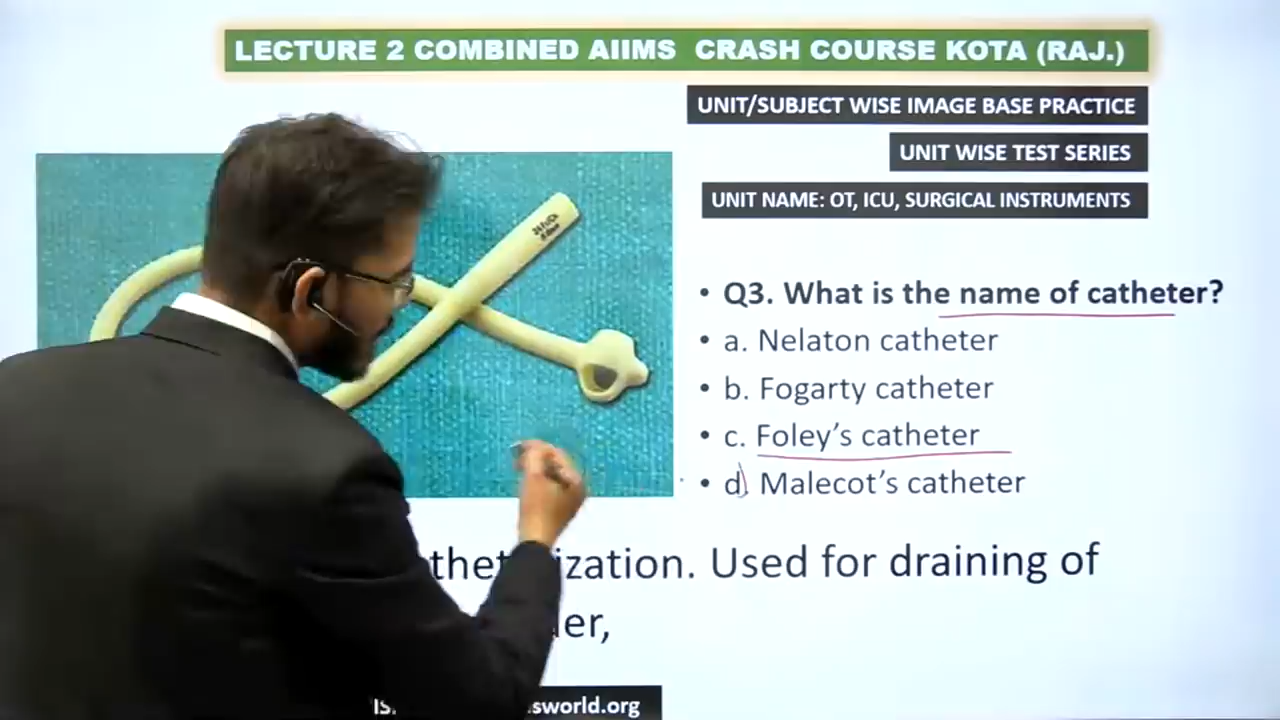 LECTURE 2 COMBINED AIIMS CRASH COURSE KOTA (RAJ.)
UNIT/SUBJECT WISE IMAGE BASE PRACTICE
UNIT WISE TEST SERIES
UNIT NAME: OT, ICU, SURGICAL INSTRUMENTS
• Q3. What is the name of catheter?
• a. Nelaton catheter
• b. Fogarty catheter
• c. Foley's catheter
• d. Malecot's catheter
ization. Used for draining of
er,
sworld.org